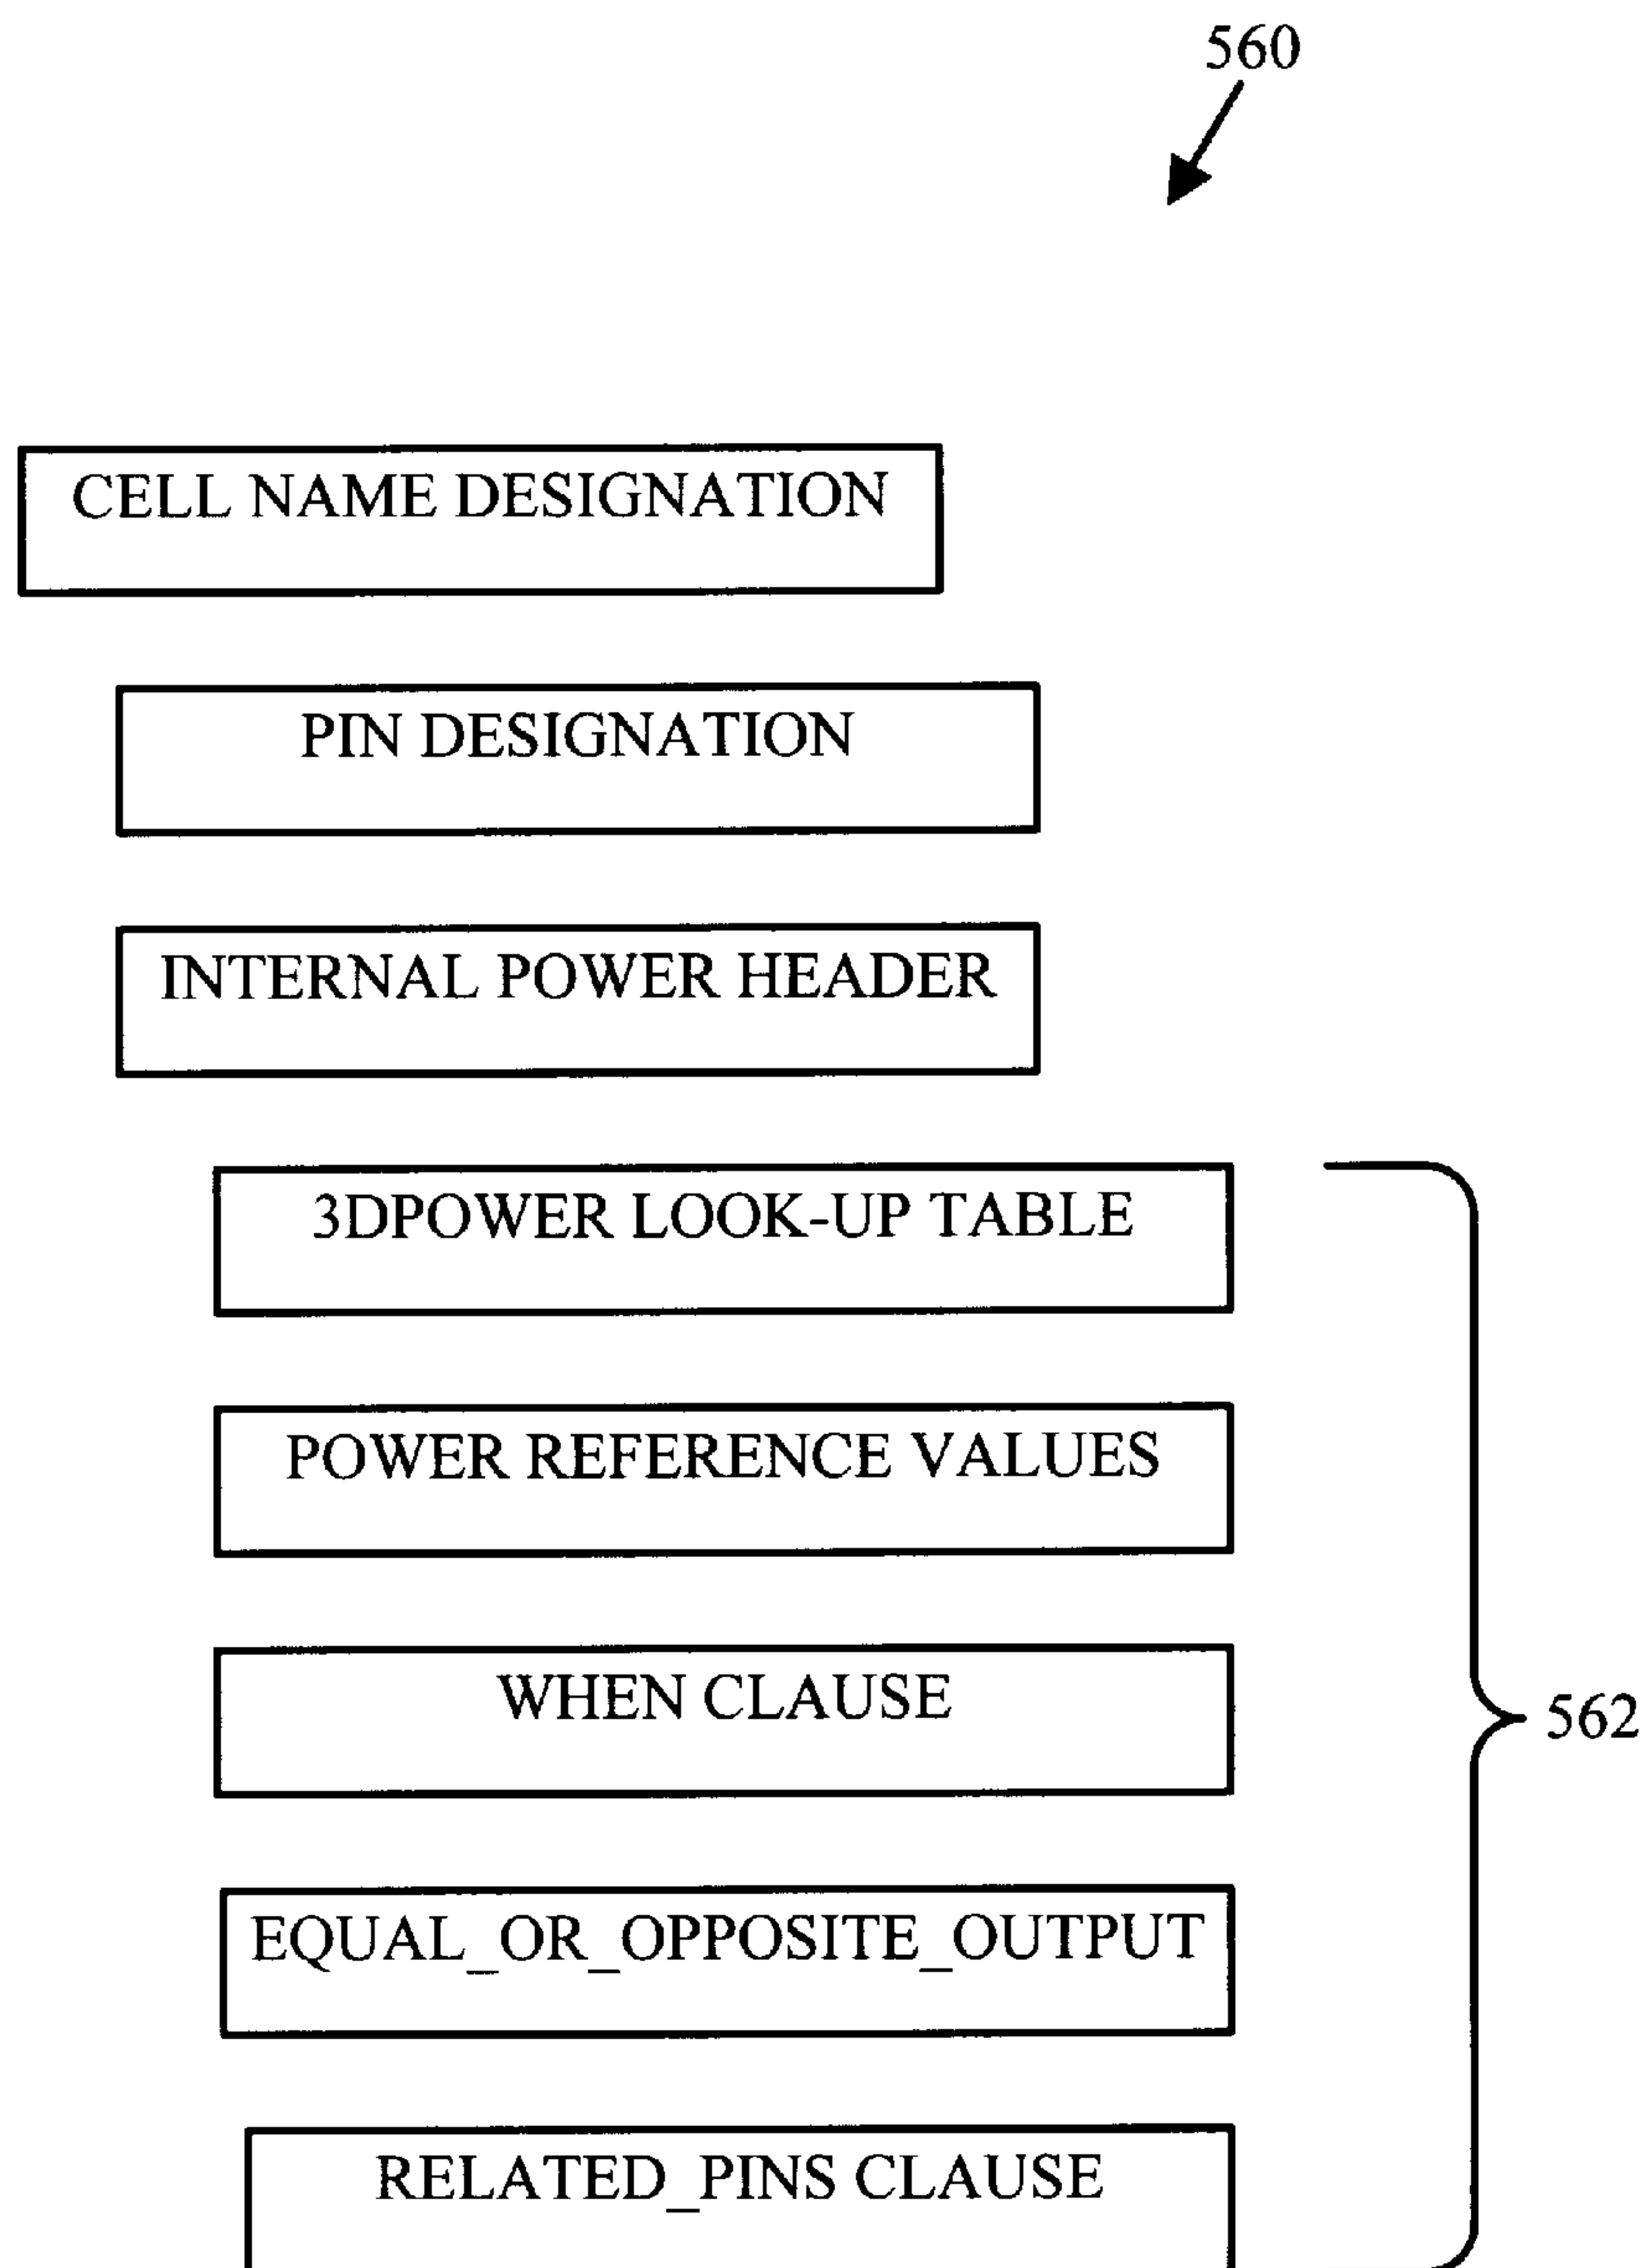 560
CELL NAME DESIGNATION
PIN DESIGNATION
INTERNAL POWER HEADER
3DPOWER LOOK-UP TABLE
POWER REFERENCE VALUES
WHEN CLAUSE
562
EQUAL_OR_OPPOSITE_OUTPUT
RELATED_PINS CLAUSE